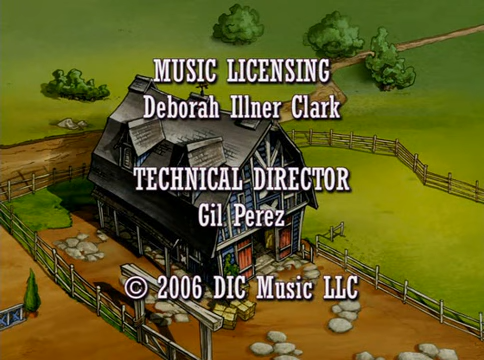 MUSIC LICENSING
Deborah Illner Clark
TECHNICAL DIRECTOR
Gil Perez
© 2006 DIC Music LLC